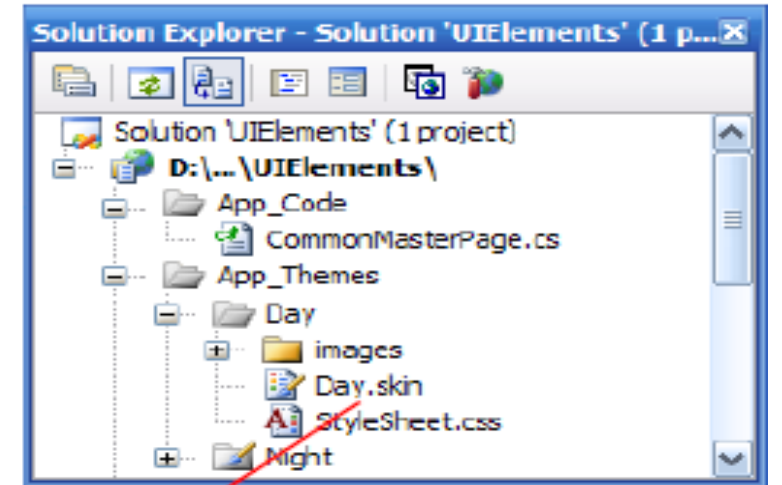 Solution Explorer - Solution 'UIElements' (1 p...
Solution 'UIElements' (1 project)
D:\...\UIElements\
App_Code
CommonMasterPage.cs
App_Themes
Day
images
Day.skin
StyleSheet.css
Night